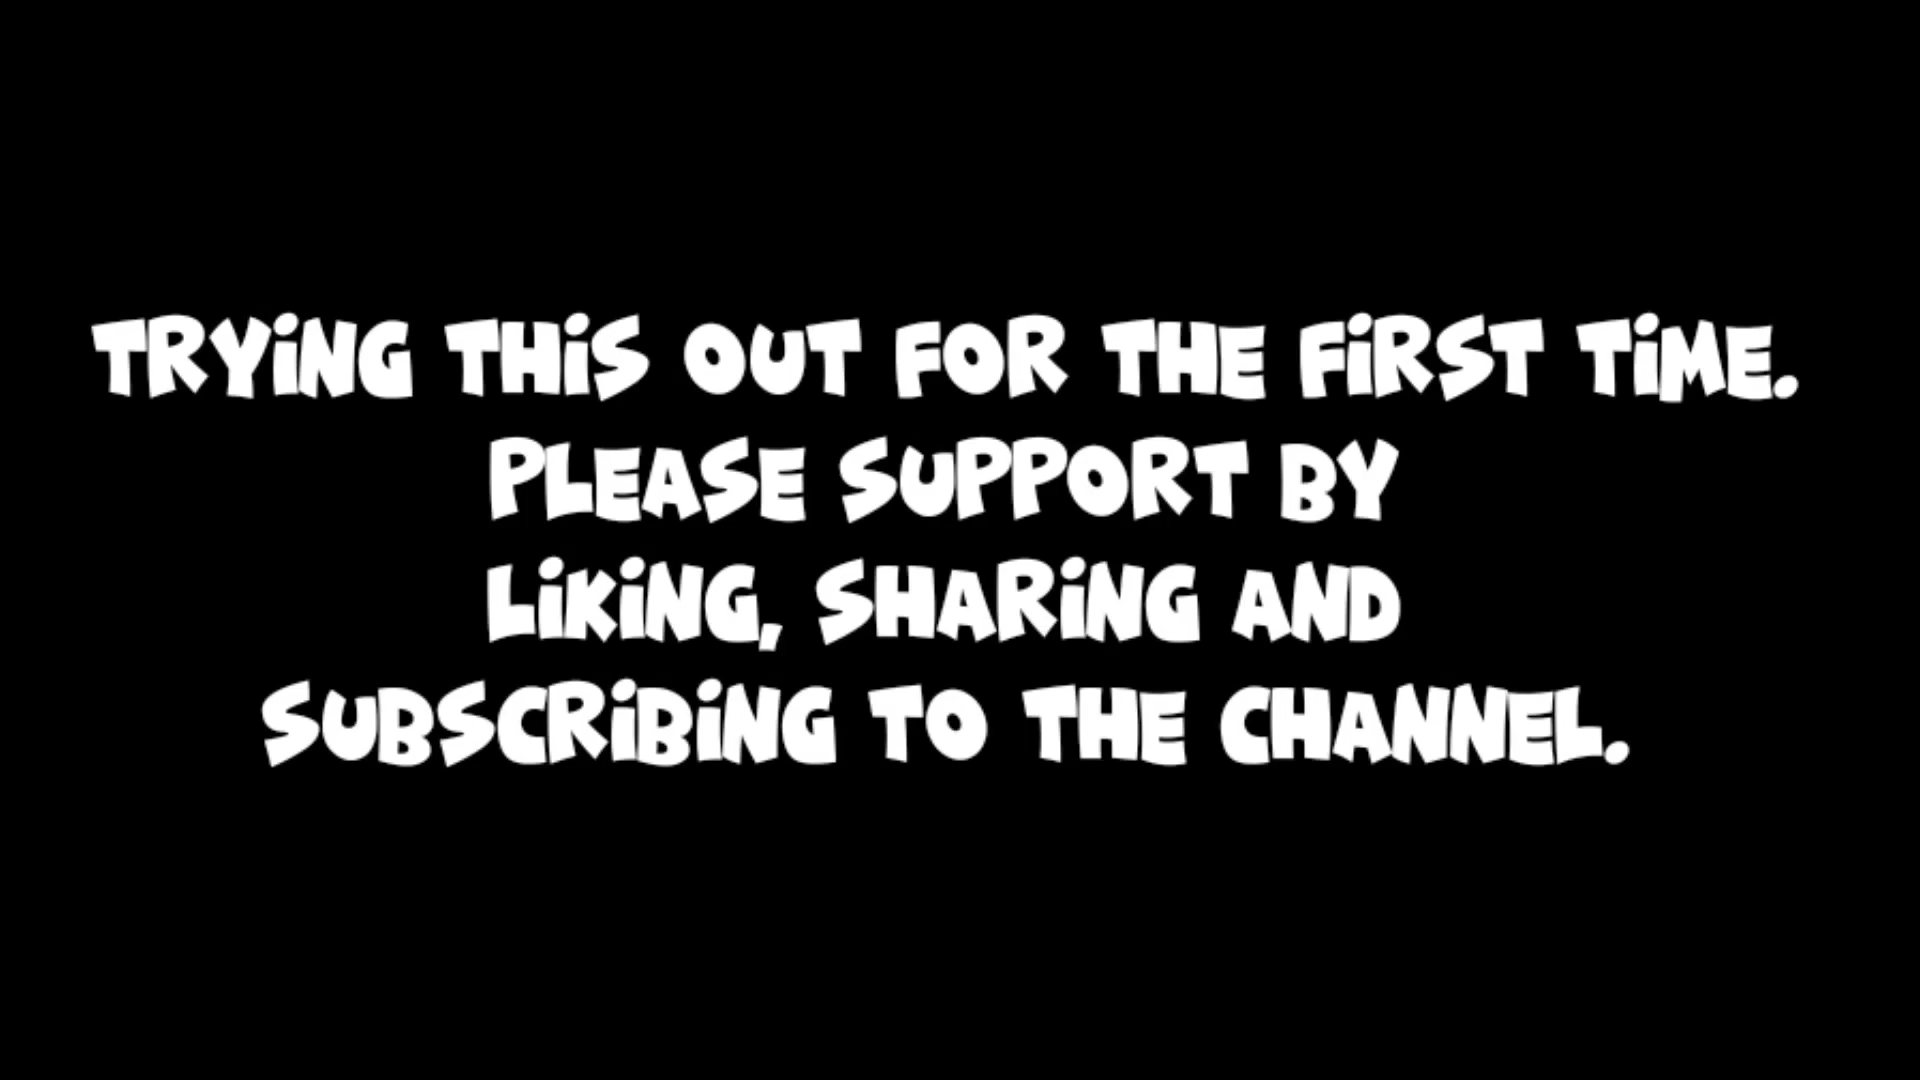 TRYiNG THiS OUT FOR THE FiRST TiME.
PLEASE SUPPORT BY
LiKiNG, SHARiNG AND
SUBSCRiBiNG TO THE CHANNEL.